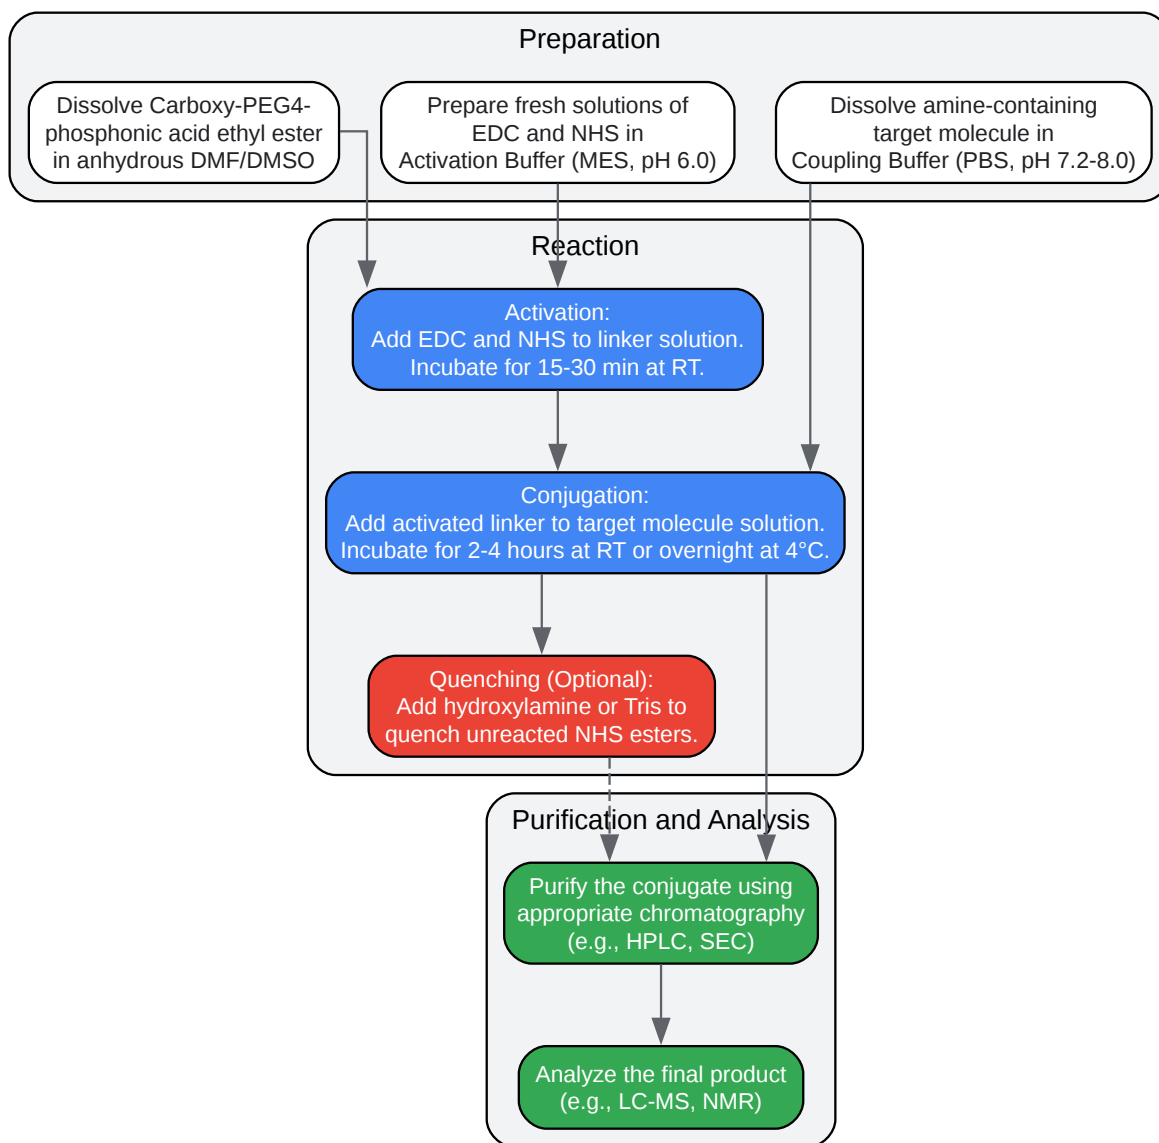 Preparation
Dissolve Carboxy-PEG4-
phosphonic acid ethyl ester
in anhydrous DMF/DMSO
Prepare fresh solutions of
EDC and NHS in
Activation Buffer (MES, pH 6.0)
Dissolve amine-containing
target molecule in
Coupling Buffer (PBS, pH 7.2-8.0)
Reaction
Activation:
Add EDC and NHS to linker solution.
Incubate for 15-30 min at RT.
Conjugation:
Add activated linker to target molecule solution.
Incubate for 2-4 hours at RT or overnight at 4°C.
Quenching (Optional):
Add hydroxylamine or Tris to
quench unreacted NHS esters.
Purification and Analysis
Purify the conjugate using
appropriate chromatography
(e.g., HPLC, SEC)
Analyze the final product
(e.g., LC-MS, NMR)